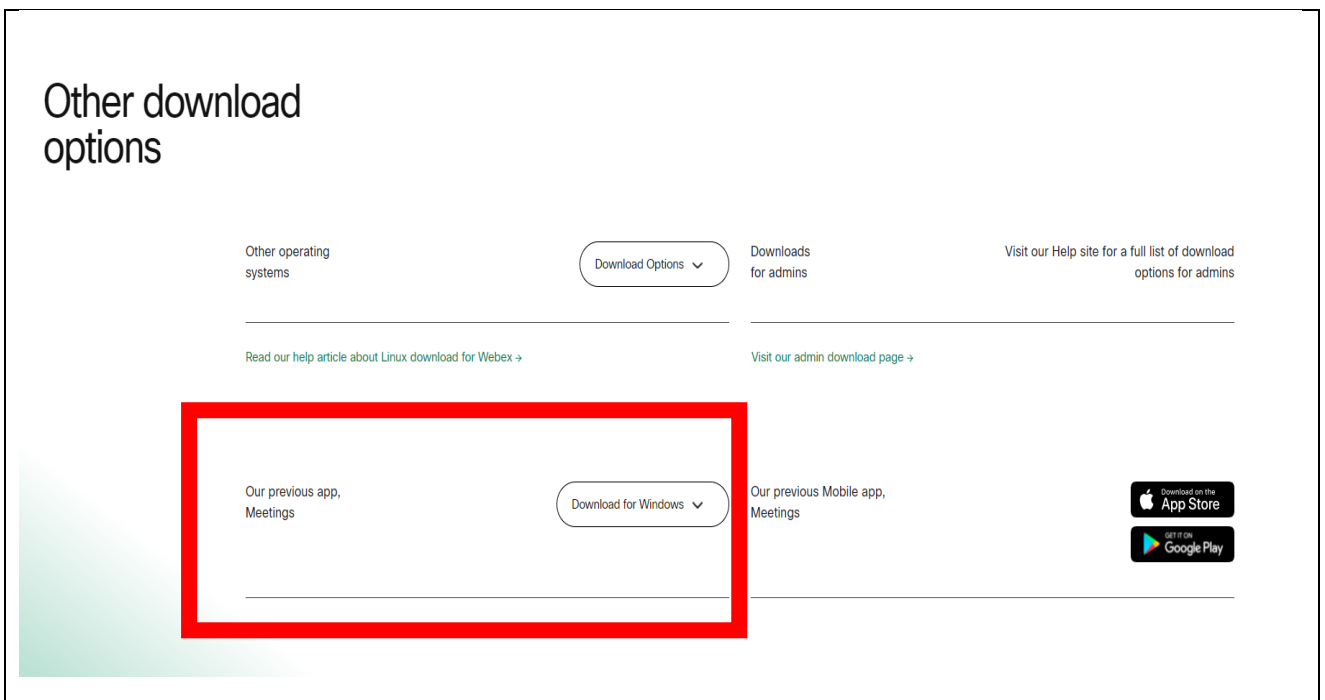 Other download
options
Other operating
systems
Download Options
Downloads
for admins
Visit our Help site for a full list of download
options for admins
Read our help article about Linux download for Webex →
Visit our admin download page →
Our previous app,
Meetings
Download for Windows
Our previous Mobile app,
Meetings
Download on the
App Store
GET IT ON
Google Play